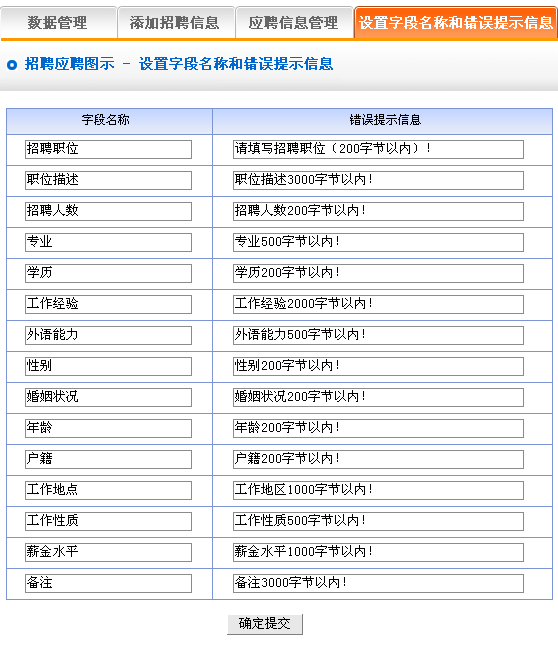 数据管理 添加招聘信息 应聘信息管理 设置字段名称和错误提示信息
招聘应聘图示 - 设置字段名称和错误提示信息
字段名称 错误提示信息
招聘职位 请填写招聘职位（200字节以内）!
职位描述 职位描述3000字节以内!
招聘人数 招聘人数200字节以内!
专业 专业500字节以内!
学历 学历200字节以内!
工作经验 工作经验2000字节以内!
外语能力 外语能力500字节以内!
性别 性别200字节以内!
婚姻状况 婚姻状况200字节以内!
年龄 年龄200字节以内!
户籍 户籍200字节以内!
工作地点 工作地区1000字节以内!
工作性质 工作性质500字节以内!
薪金水平 薪金水平1000字节以内!
备注 备注3000字节以内!
确定提交